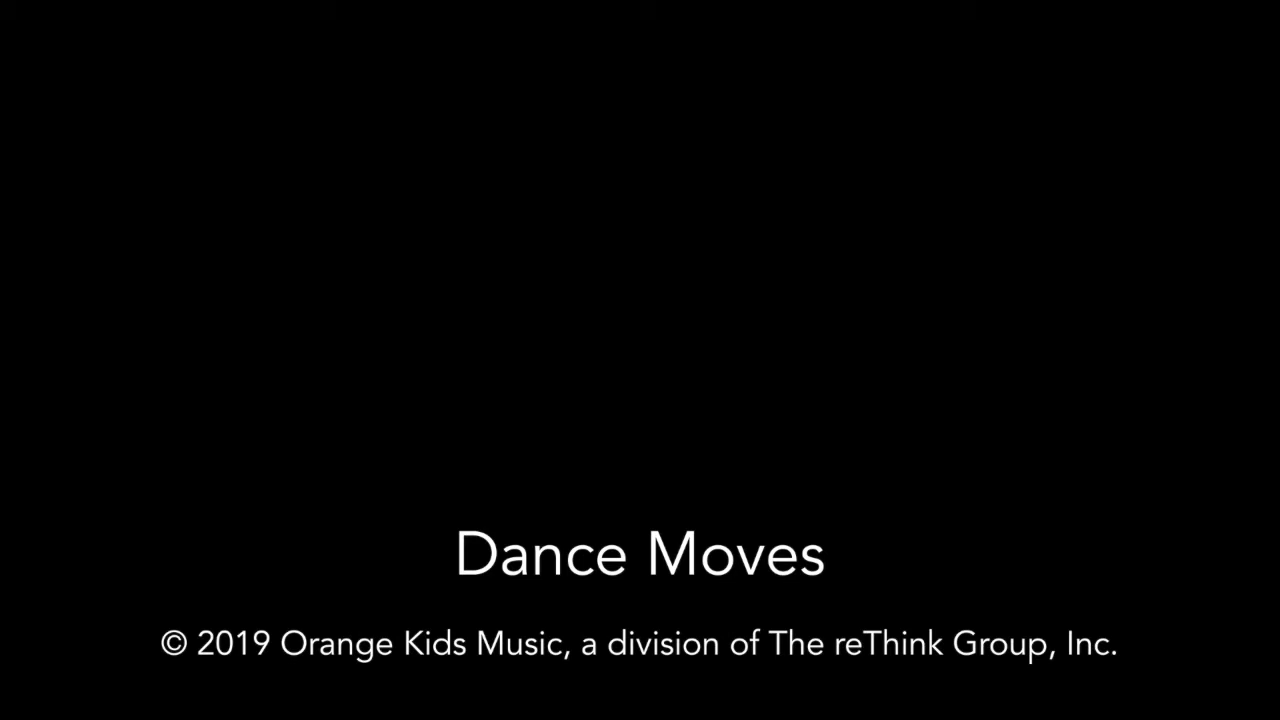 Dance Moves
© 2019 Orange Kids Music, a division of The reThink Group, Inc.